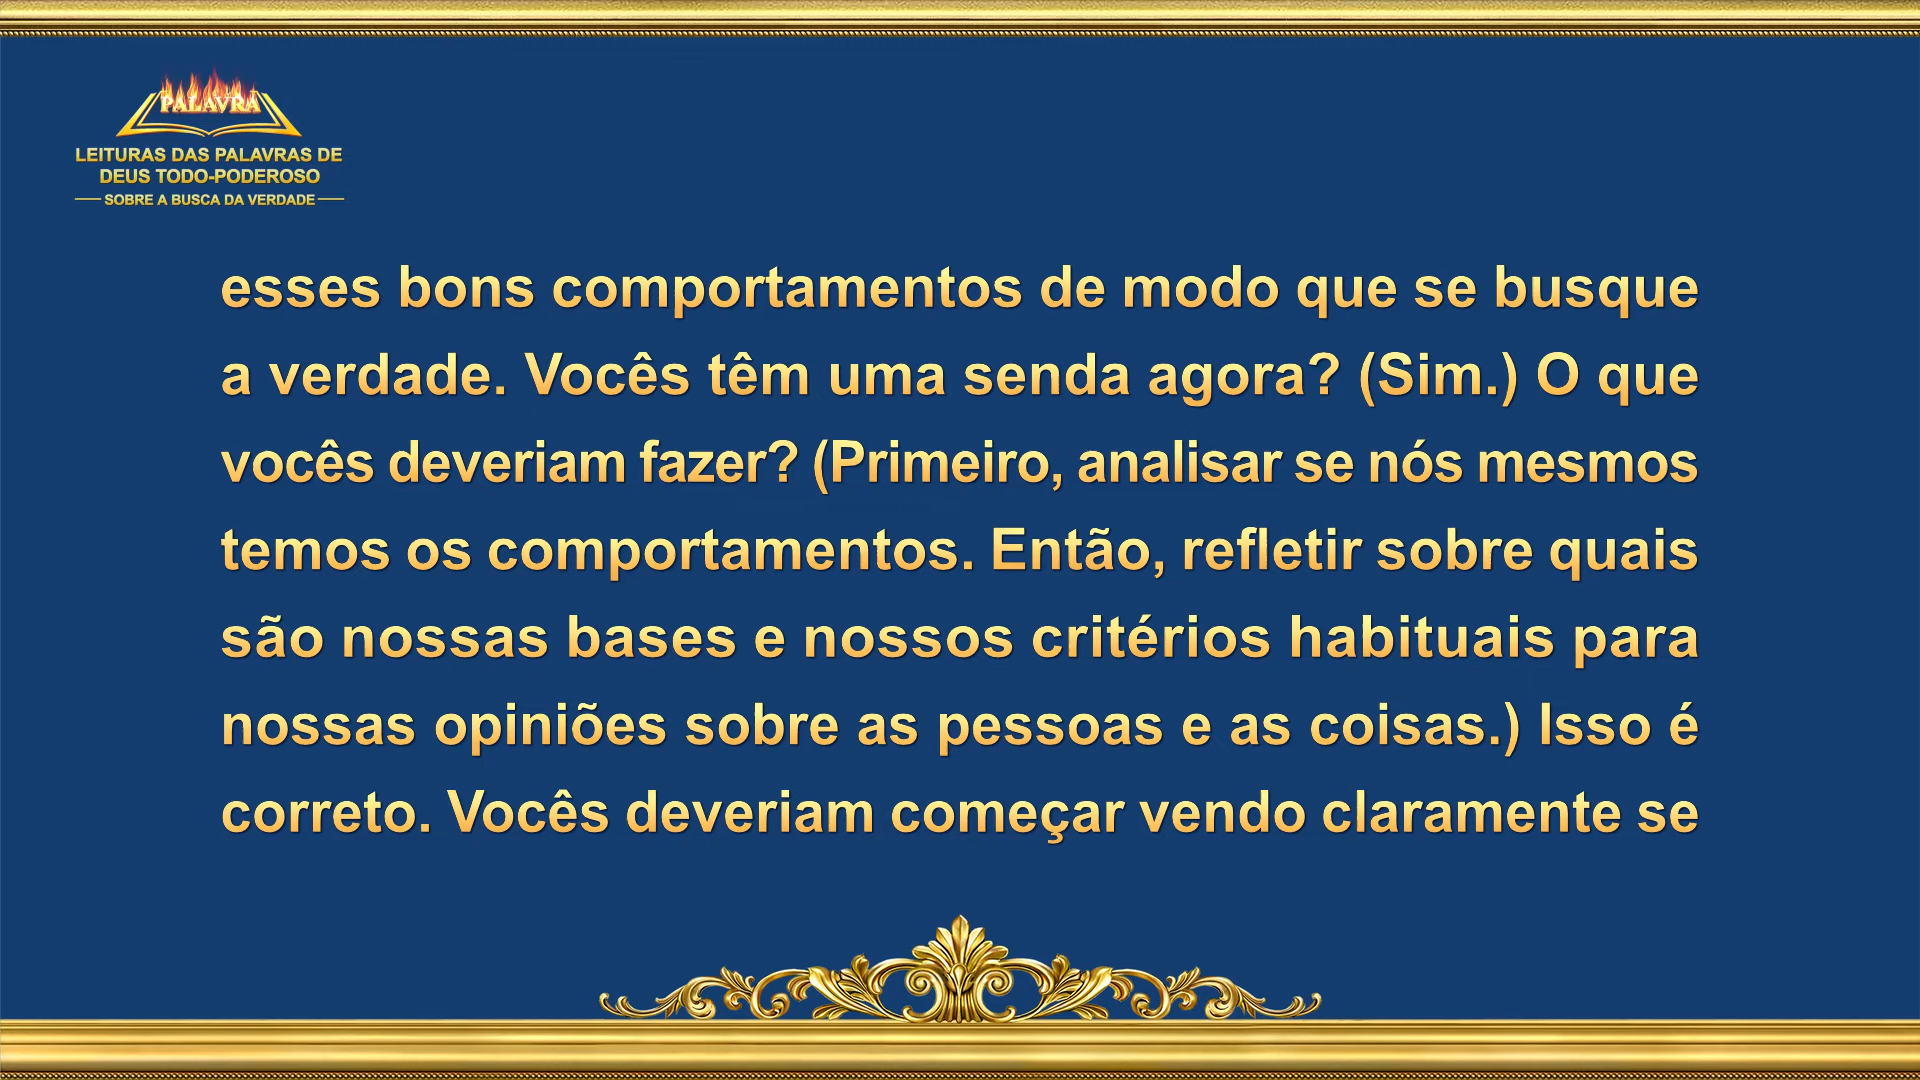 PALAVRA
LEITURAS DAS PALAVRAS DE
DEUS TODO-PODEROSO
SOBRE A BUSCA DA VERDADE
esses bons comportamentos de modo que se busque
a verdade. Vocês têm uma senda agora? (Sim.) O que
vocês deveriam fazer? (Primeiro, analisar se nós mesmos
temos os comportamentos. Então, refletir sobre quais
são nossas bases e nossos critérios habituais para
nossas opiniões sobre as pessoas e as coisas.) Isso é
correto. Vocês deveriam começar vendo claramente se